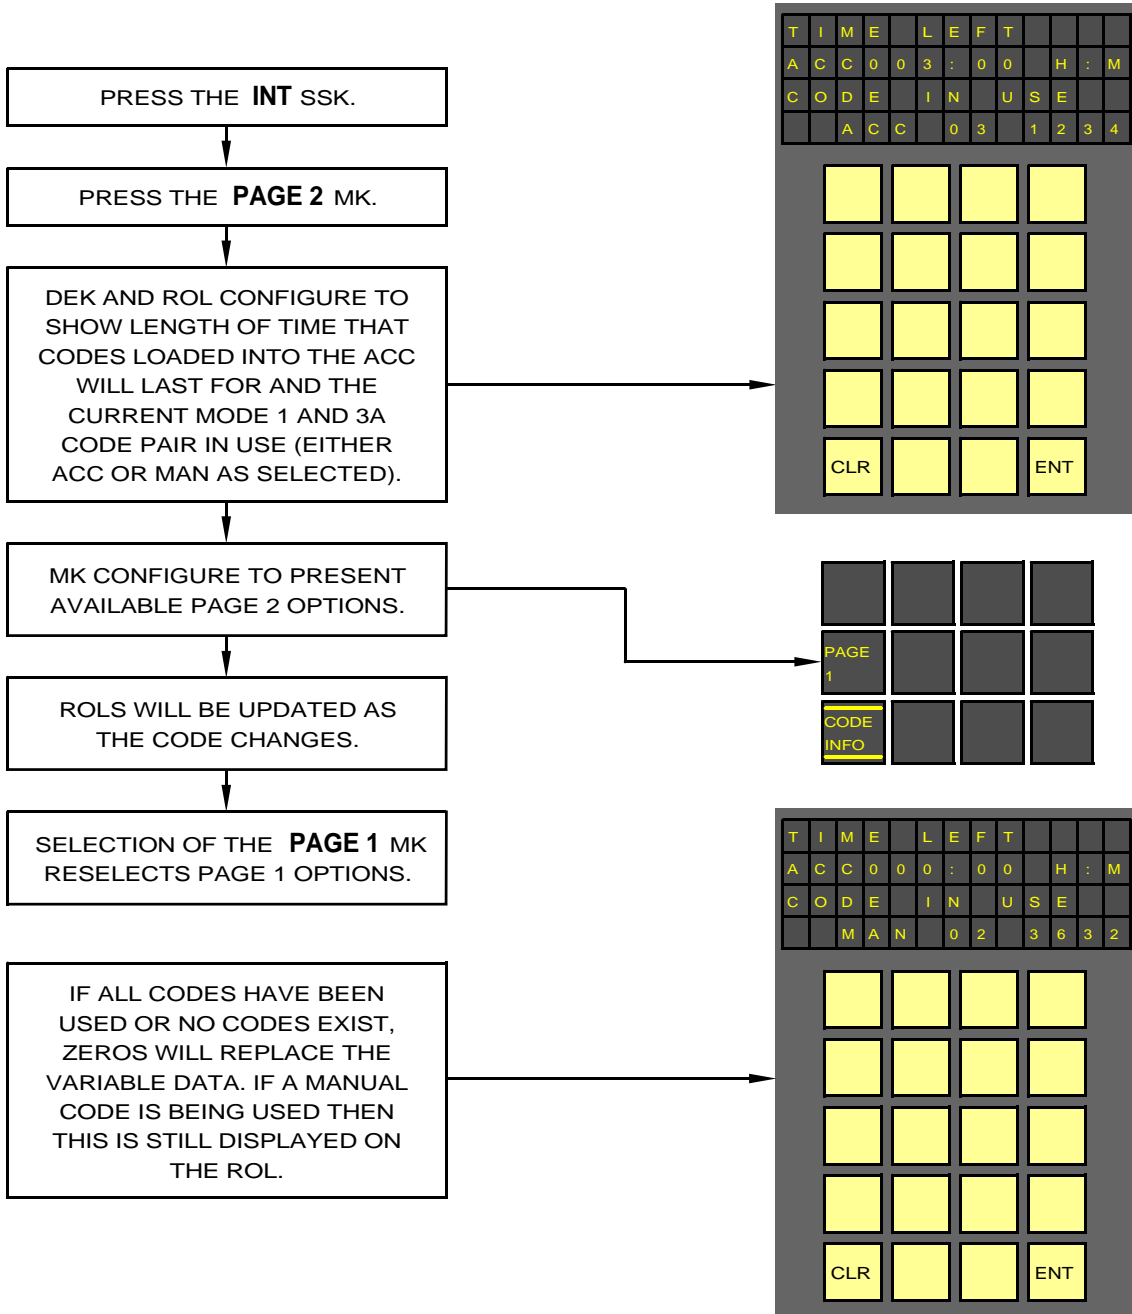 PRESS THE INT SSK.
PRESS THE PAGE 2 MK.
DEK AND ROL CONFIGURE TO
SHOW LENGTH OF TIME THAT
CODES LOADED INTO THE ACC
WILL LAST FOR AND THE
CURRENT MODE 1 AND 3A
CODE PAIR IN USE (EITHER
ACC OR MAN AS SELECTED).
MK CONFIGURE TO PRESENT
AVAILABLE PAGE 2 OPTIONS.
ROLS WILL BE UPDATED AS
THE CODE CHANGES.
SELECTION OF THE PAGE 1 MK
RESELECTS PAGE 1 OPTIONS.
IF ALL CODES HAVE BEEN
USED OR NO CODES EXIST,
ZEROS WILL REPLACE THE
VARIABLE DATA. IF A MANUAL
CODE IS BEING USED THEN
THIS IS STILL DISPLAYED ON
THE ROL.
TIME LEFT
ACC003:00 H:M
CODE IN USE
ACC 03 1234
CLR ENT
PAGE
1
CODE
INFO
TIME LEFT
ACC000:00 H:M
CODE IN USE
MAN 02 3632
CLR ENT